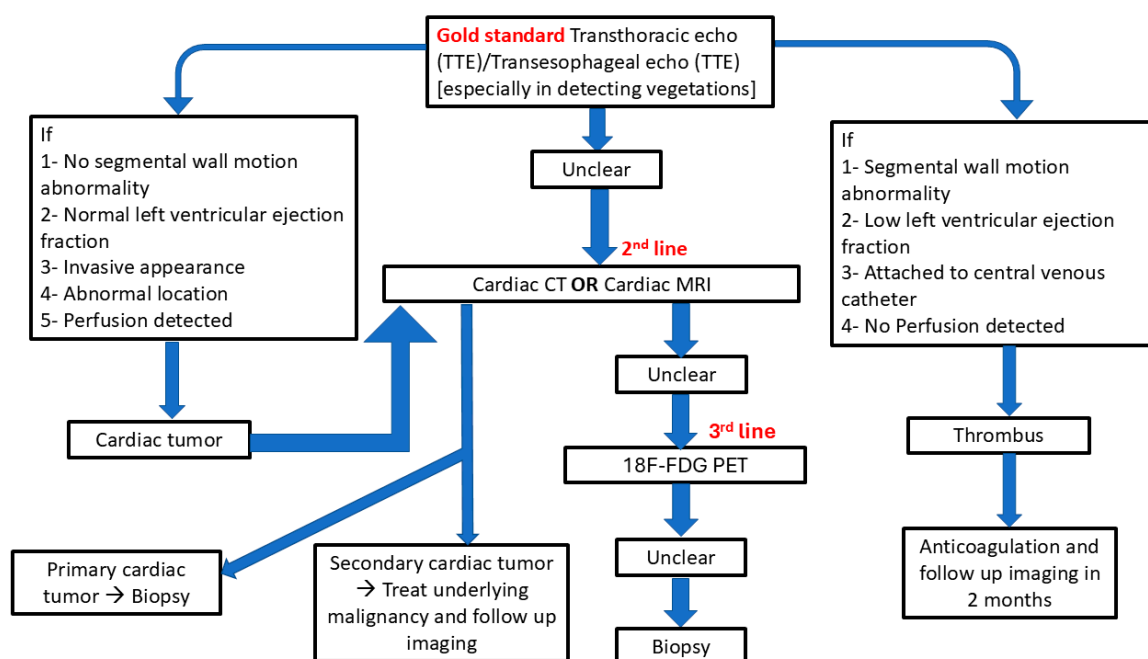 Gold standard Transthoracic echo
(TTE)/Transesophageal echo (TTE)
[especially in detecting vegetations]
If
1- No segmental wall motion
abnormality
2- Normal left ventricular ejection
fraction
3- Invasive appearance
4- Abnormal location
5- Perfusion detected
Unclear
If
1- Segmental wall motion
abnormality
2- Low left ventricular ejection
fraction
3- Attached to central venous
catheter
4- No Perfusion detected
2nd line
Cardiac CT OR Cardiac MRI
Unclear
Cardiac tumor
3rd line
Thrombus
18F-FDG PET
Unclear
Primary cardiac
tumor → Biopsy
Secondary cardiac tumor
→ Treat underlying
malignancy and follow up
imaging
Biopsy
Anticoagulation and
follow up imaging in
2 months